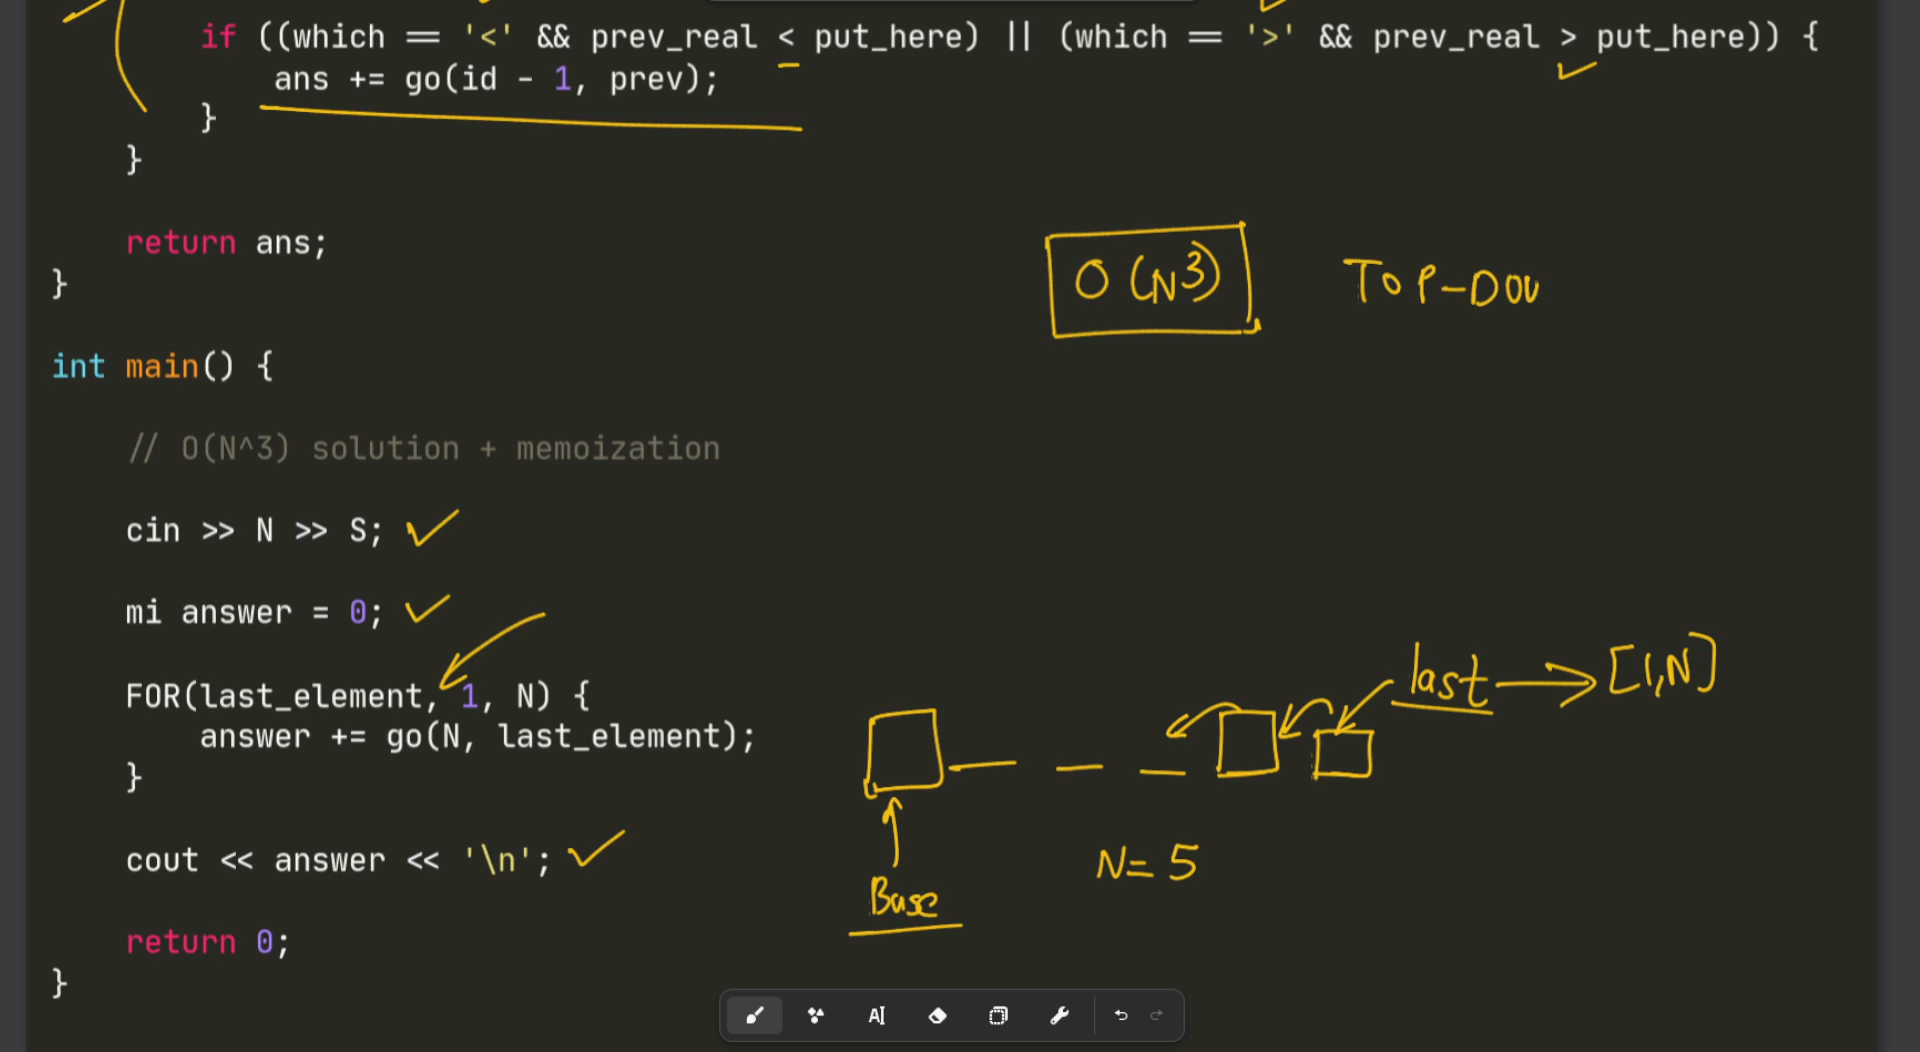 if ((which == '<' && prev_real < put_here) || (which == '>' && prev_real > put_here)) {
ans += go(id - 1, prev);
}
}
return ans;
}
O(N^3) TOP-DOW
int main() {
// O(N^3) solution + memoization
cin >> N >> S;
mi answer = 0;
FOR(last_element, 1, N) {
answer += go(N, last_element);
}
last → [1,N]
cout << answer << '\n';
N= 5
Base
return 0;
}
AI